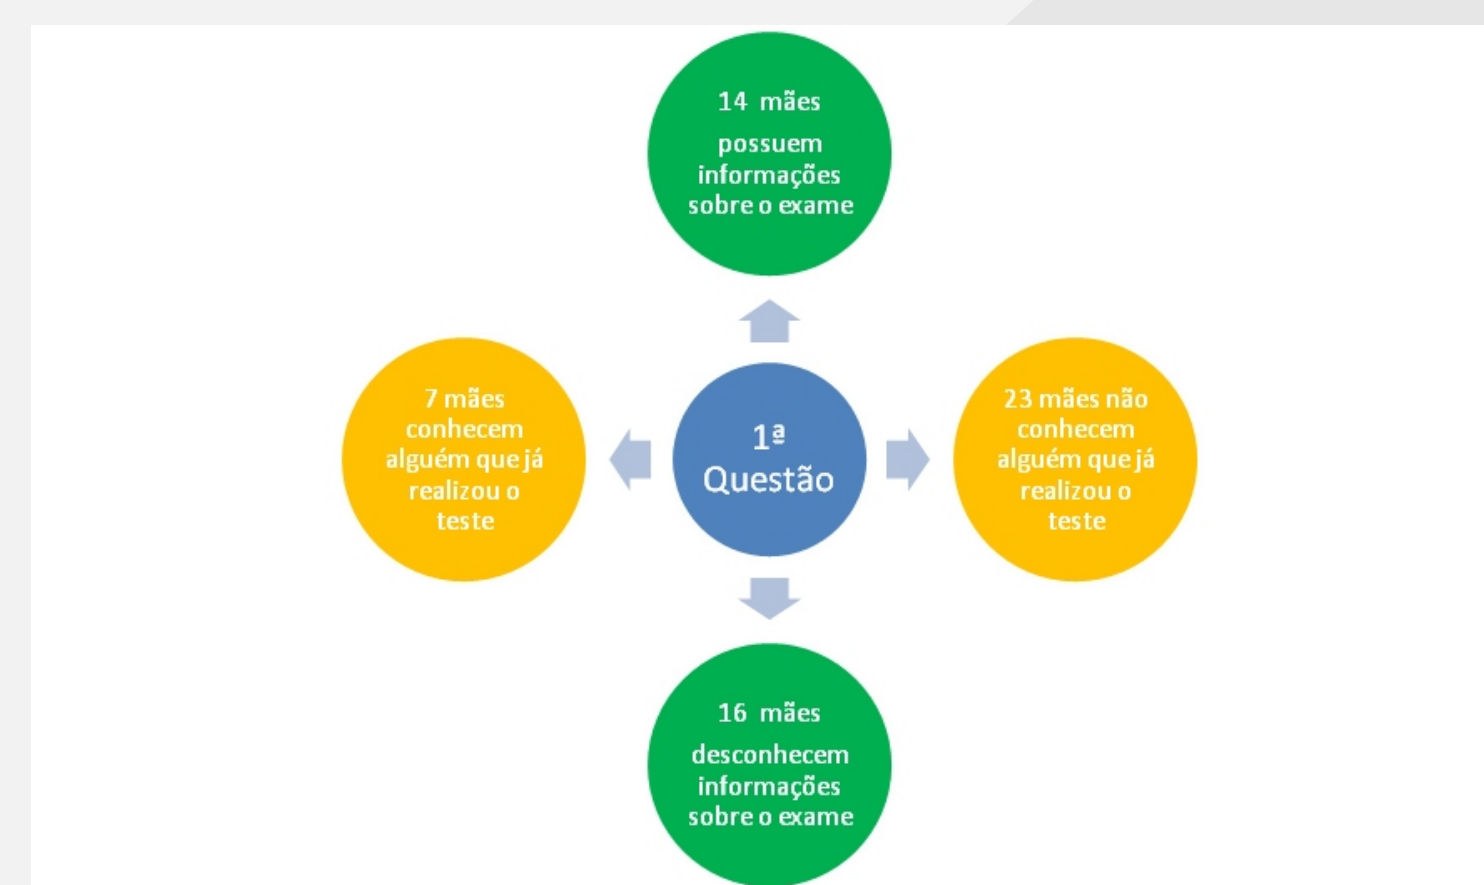 14 mães
possuem
informações
sobre o exame
7 mães
conhecem
alguém que já
realizou o
teste
1ª
Questão
23 mães não
conhecem
alguém que já
realizou o
teste
16 mães
desconhecem
informações
sobre o exame